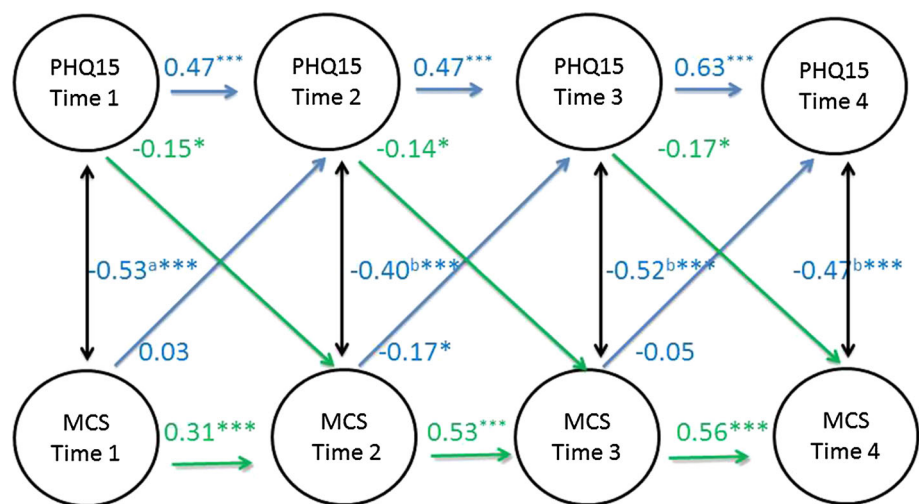 PHQ15
Time 1
0.47***
PHQ15
Time 2
0.47***
PHQ15
Time 3
0.63***
PHQ15
Time 4
-0.15*
-0.14*
-0.17*
-0.53a***
-0.40b***
-0.52b***
-0.47b***
0.03
-0.17*
-0.05
MCS
Time 1
0.31***
MCS
Time 2
0.53***
MCS
Time 3
0.56***
MCS
Time 4